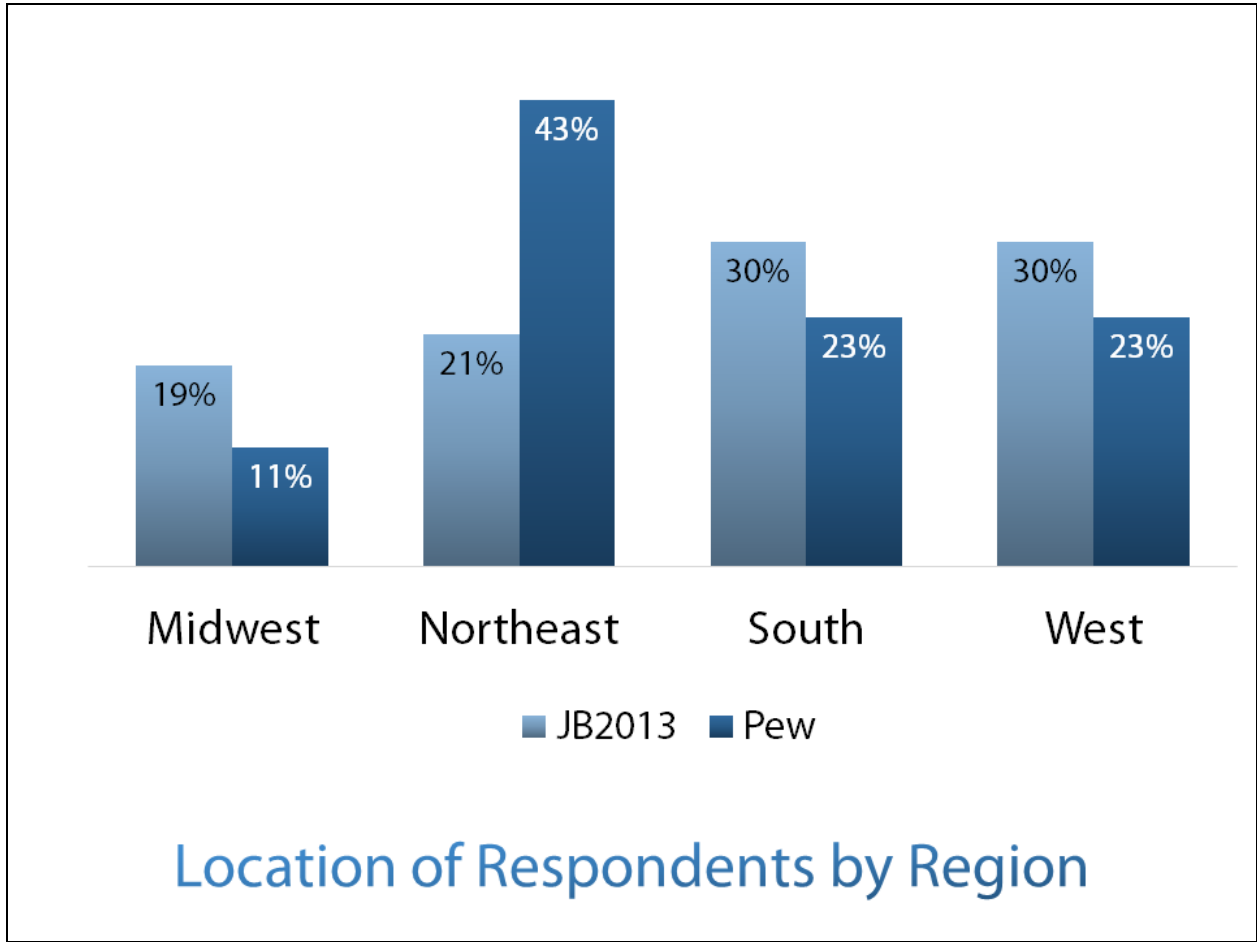 43%
30%
30%
21%
23%
23%
19%
11%
Midwest Northeast South West
JB2013 Pew
Location of Respondents by Region